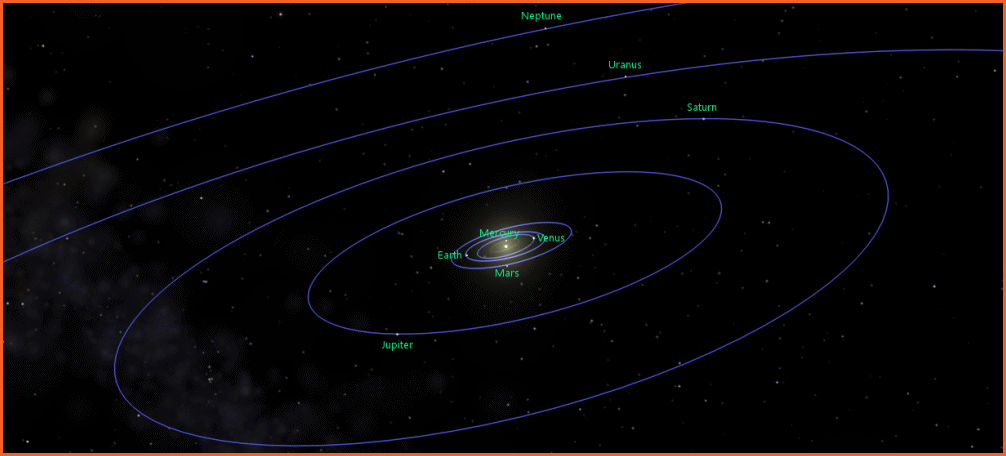 Neptune
Uranus
Saturn
Mercury
Venus
Earth
Mars
Jupiter